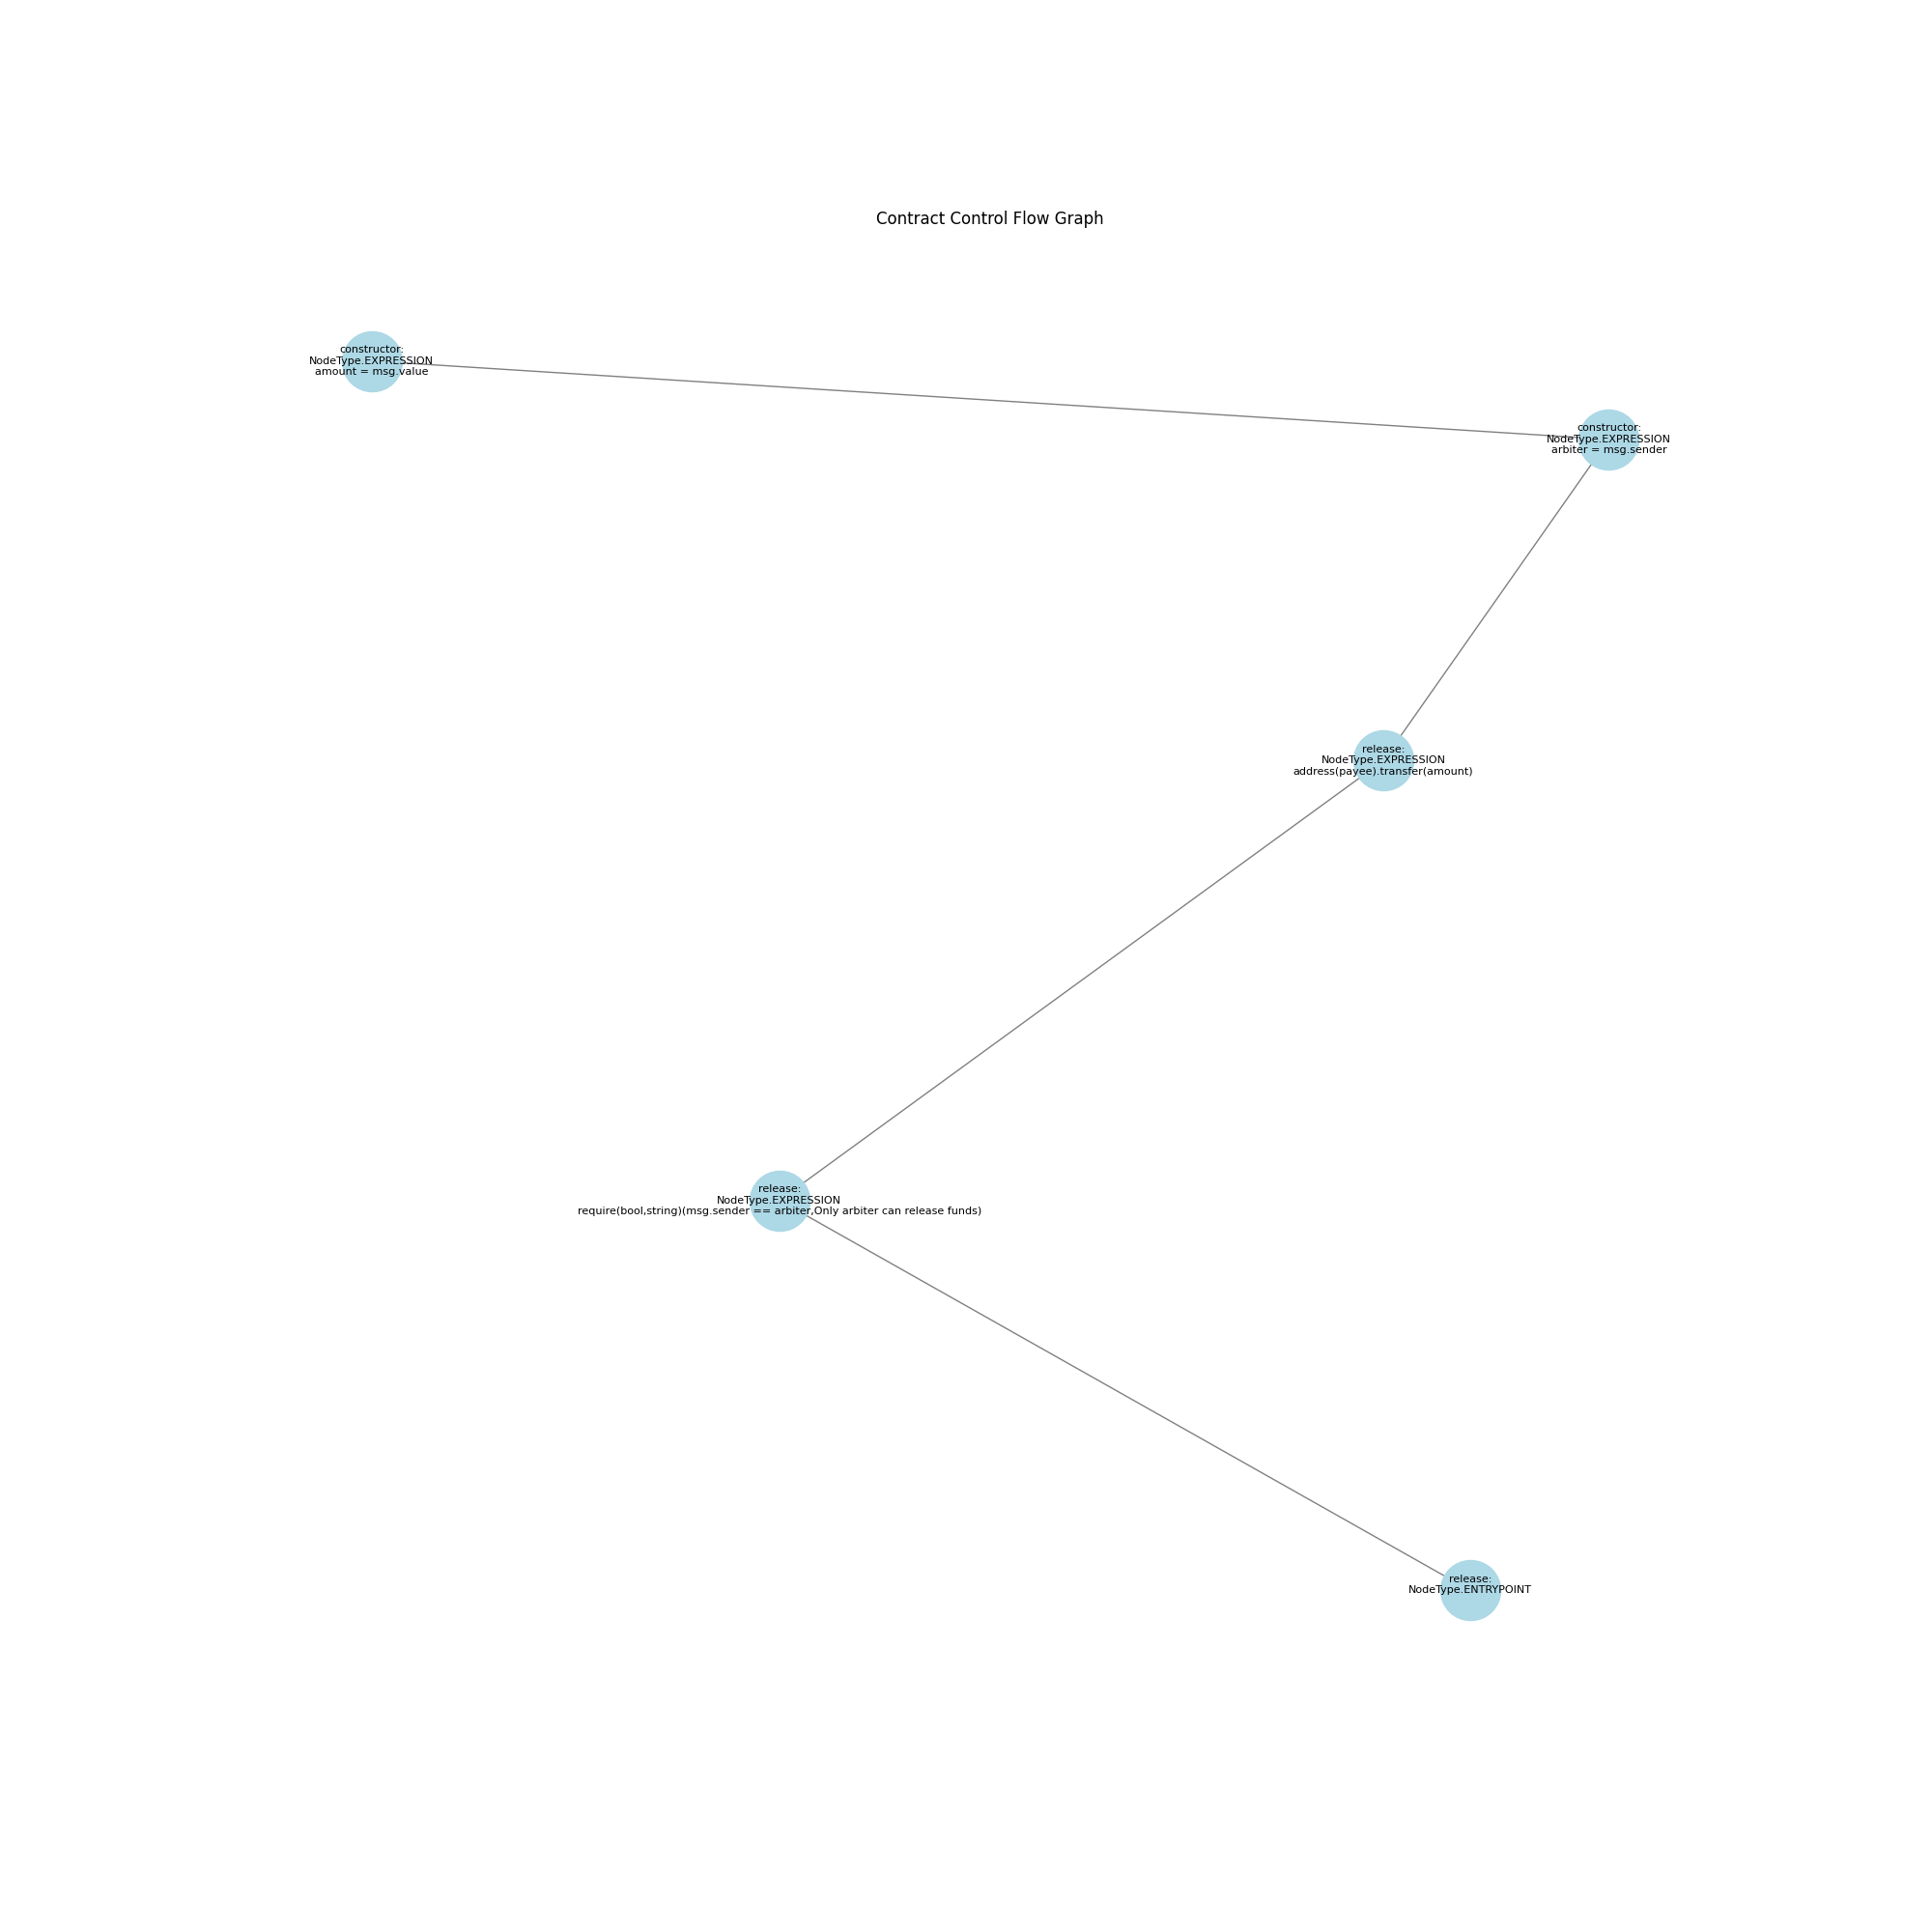 Contract Control Flow Graph
constructor:
NodeType.EXPRESSION
amount = msg.value
constructor:
NodeType.EXPRESSION
arbiter = msg.sender
release:
NodeType.EXPRESSION
address(payee).transfer(amount)
release:
NodeType.EXPRESSION
require(bool,string)(msg.sender == arbiter,Only arbiter can release funds)
release:
NodeType.ENTRYPOINT